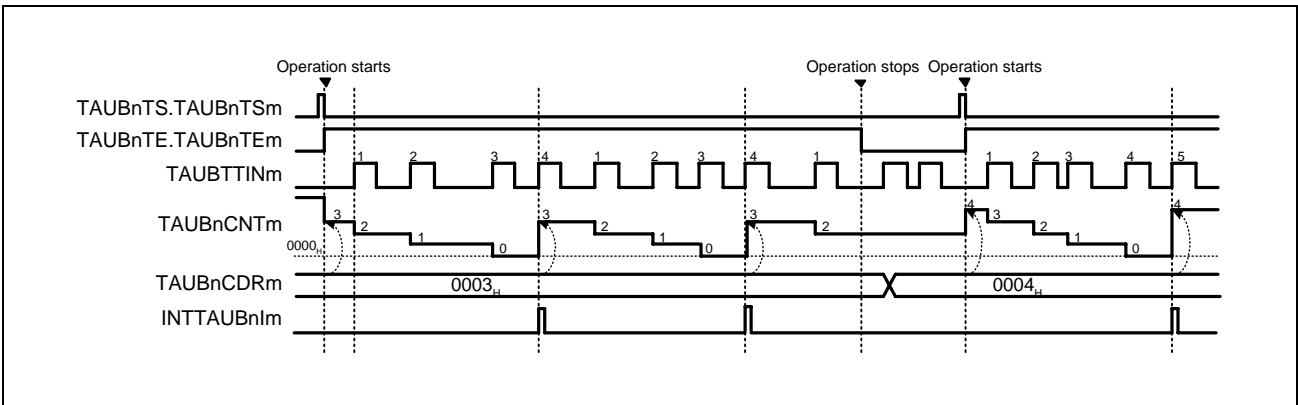 Operation starts Operation stops Operation starts
TAUBnTS.TAUBnTSm
TAUBnTE.TAUBnTEm
1 2 3 4 1 2 3 4 1 1 2 3 4 5
TAUBTTINm
3 2 1 0 3 2 1 0 3 2 4 3 2 1 0 4
TAUBnCNTm
0000H
TAUBnCDRm 0003H 0004H
INTTAUBnIm